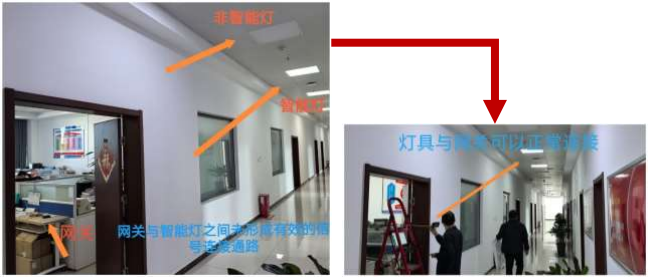 非智能灯
智能灯
网关
网关与智能灯之间未形成有效的信
号连接通路
灯具与网关可以正常连接